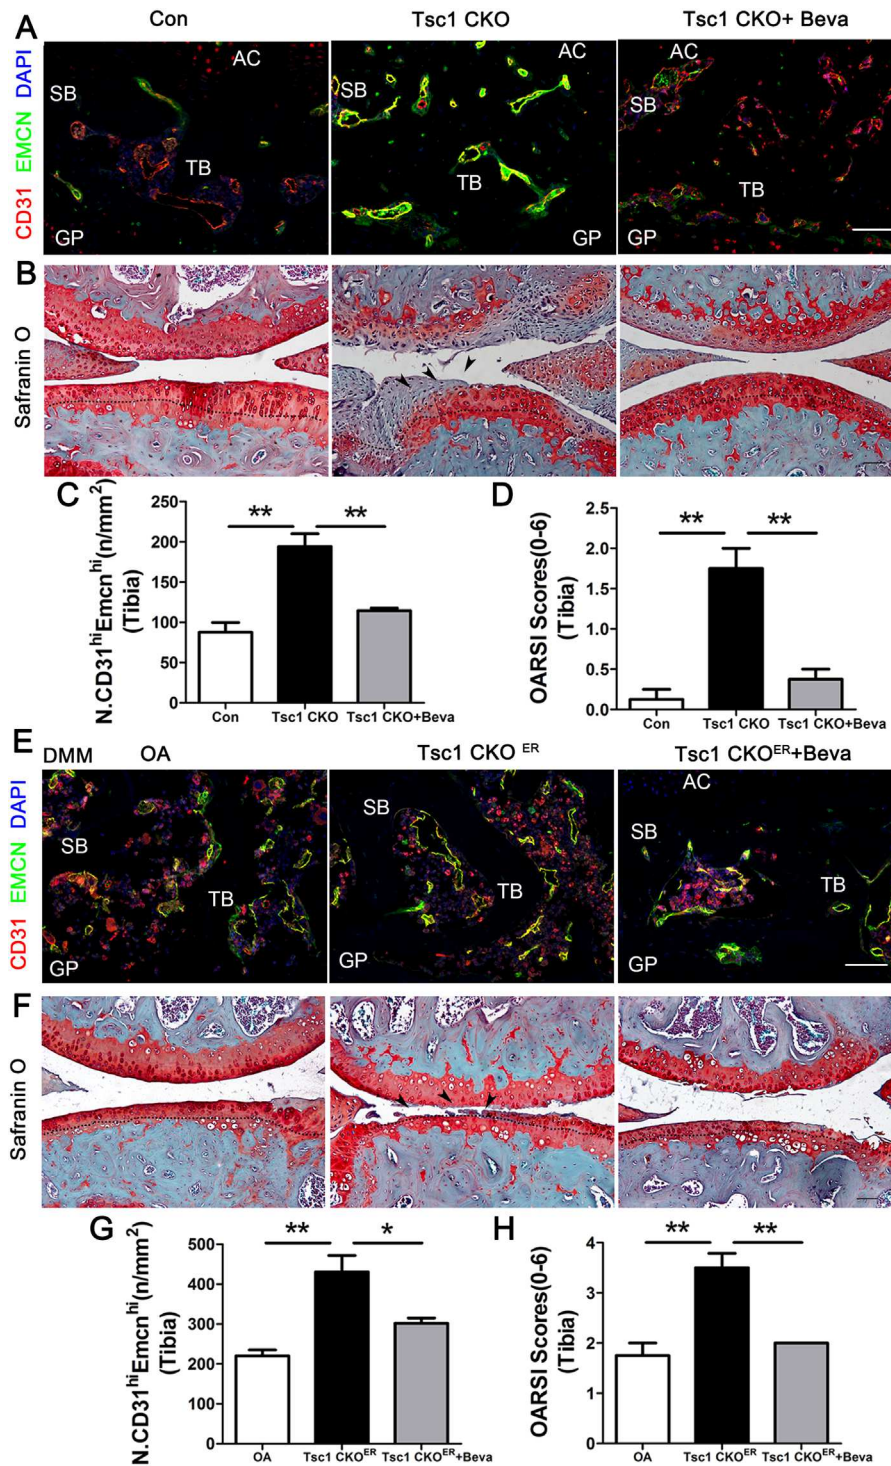 A Con Tsc1 CKO Tsc1 CKO+ Beva
CD31 EMCN DAPI
SB AC TB GP
SB TB GP
AC SB TB GP
B Safranin O
C
N.CD31hiEmcnhi(n/mm2)
(Tibia)
250
200
150
100
50
0
** **
Con Tsc1 CKO Tsc1 CKO+Beva
D
OARSI Scores(0-6)
(Tibia)
2.5
2.0
1.5
1.0
0.5
0.0
** **
Con Tsc1 CKO Tsc1 CKO+Beva
E DMM OA Tsc1 CKO ER Tsc1 CKOER+Beva
CD31 EMCN DAPI
SB TB GP
SB TB GP
AC SB TB GP
F Safranin O
G
N.CD31hiEmcnhi(n/mm2)
(Tibia)
500
400
300
200
100
0
** *
OA Tsc1 CKOER Tsc1 CKOER+Beva
H
OARSI Scores(0-6)
(Tibia)
4
3
2
1
0
** **
OA Tsc1 CKOER Tsc1 CKOER+Beva